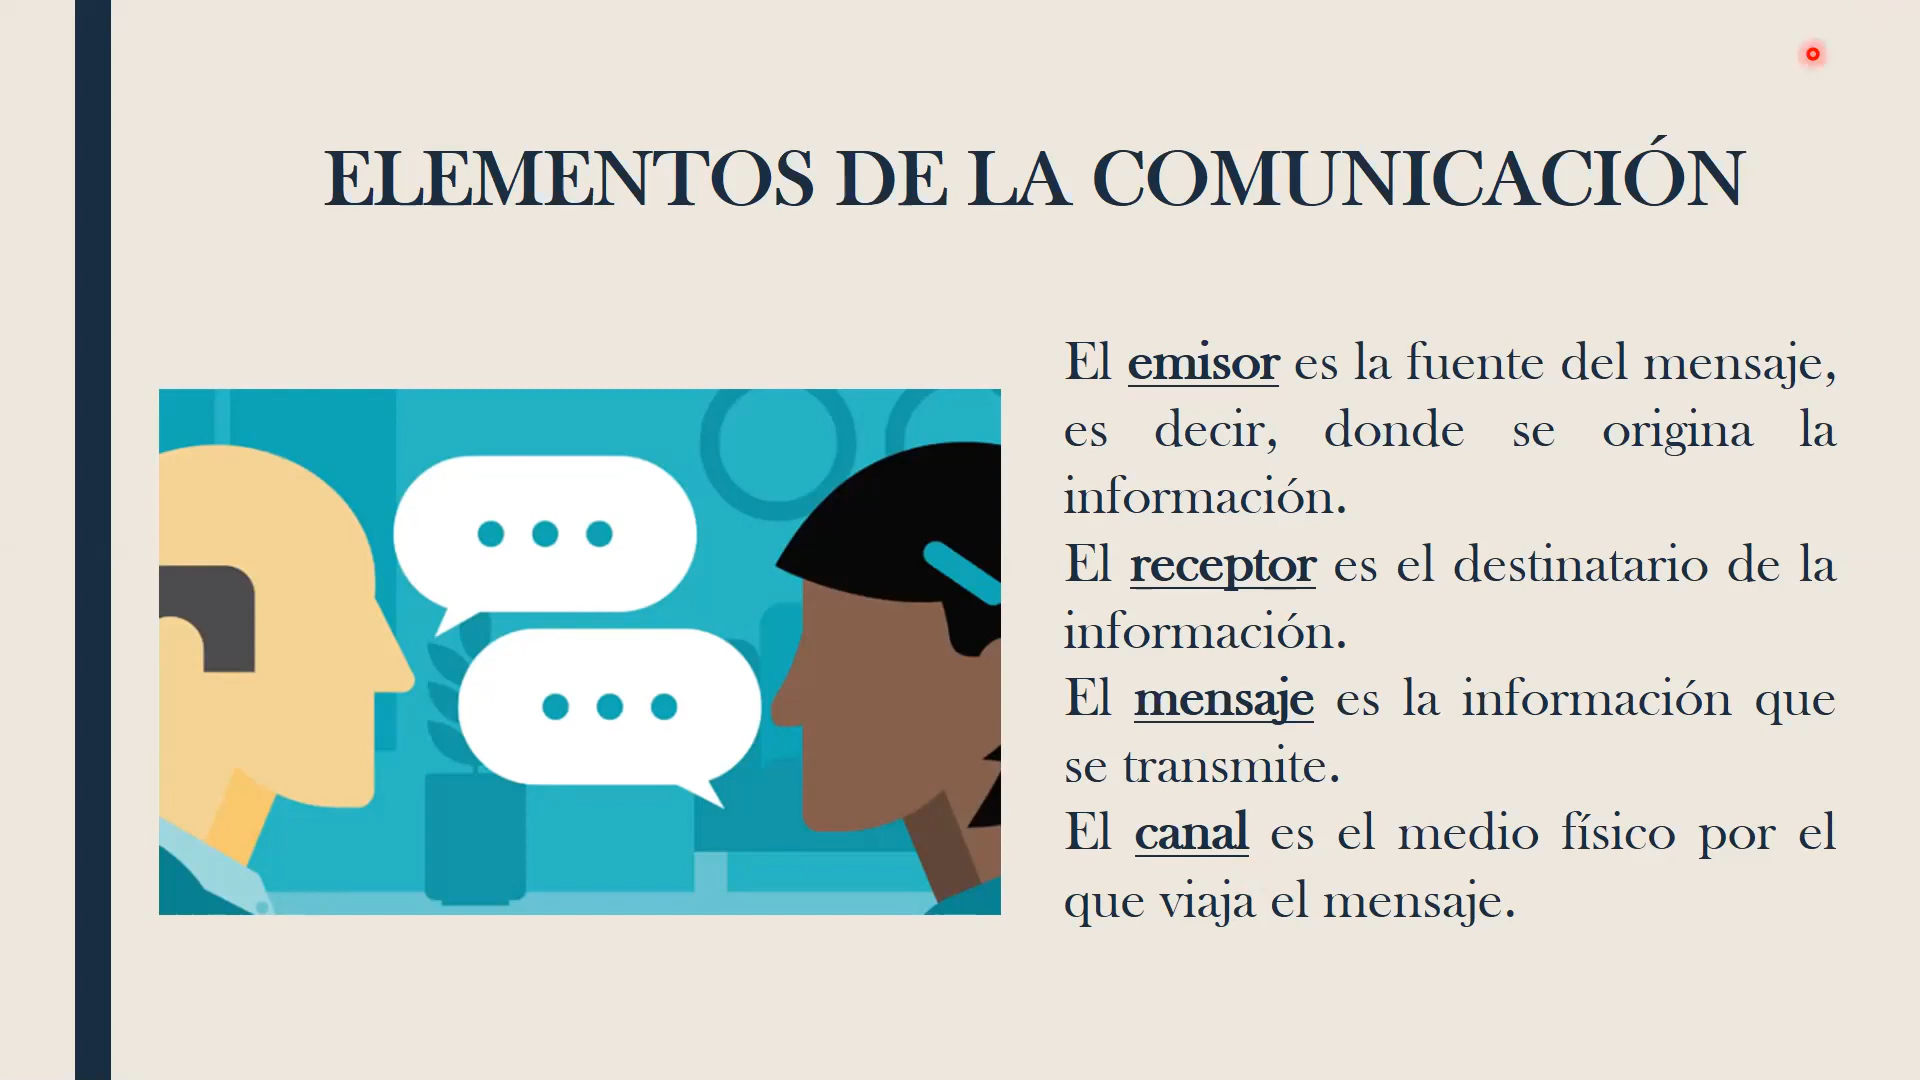 ELEMENTOS DE LA COMUNICACIÓN
El emisor es la fuente del mensaje,
es decir, donde se origina la
información.
El receptor es el destinatario de la
información.
El mensaje es la información que
se transmite.
El canal es el medio físico por el
que viaja el mensaje.